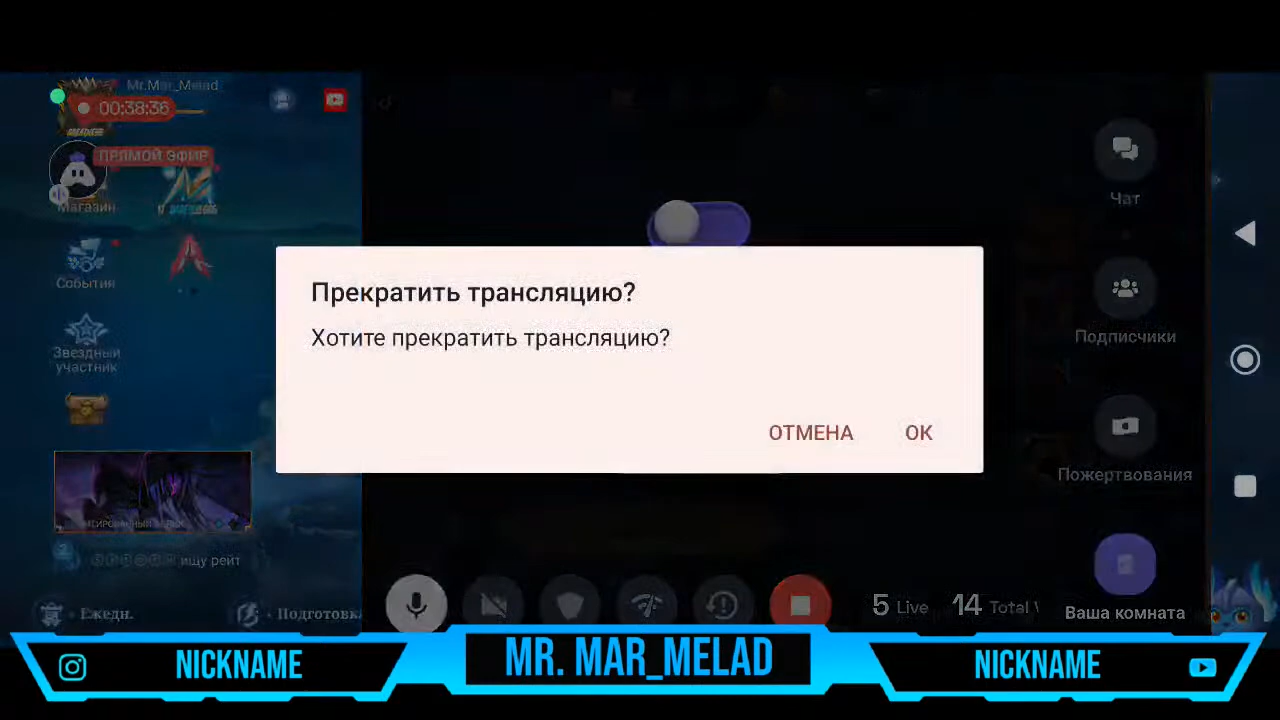 Mr.Mar_Melad
00:38:36
ПРЯМОЙ ЭФИР
Магазин
События
Звездный
участник
ищу рейт
Ежедн.
Подготовка
Прекратить трансляцию?
Хотите прекратить трансляцию?
ОТМЕНА
ОК
Чат
Подписчики
Пожертвования
Ваша комната
5 Live
14 Total
NICKNAME
MR. MAR_MELAD
NICKNAME